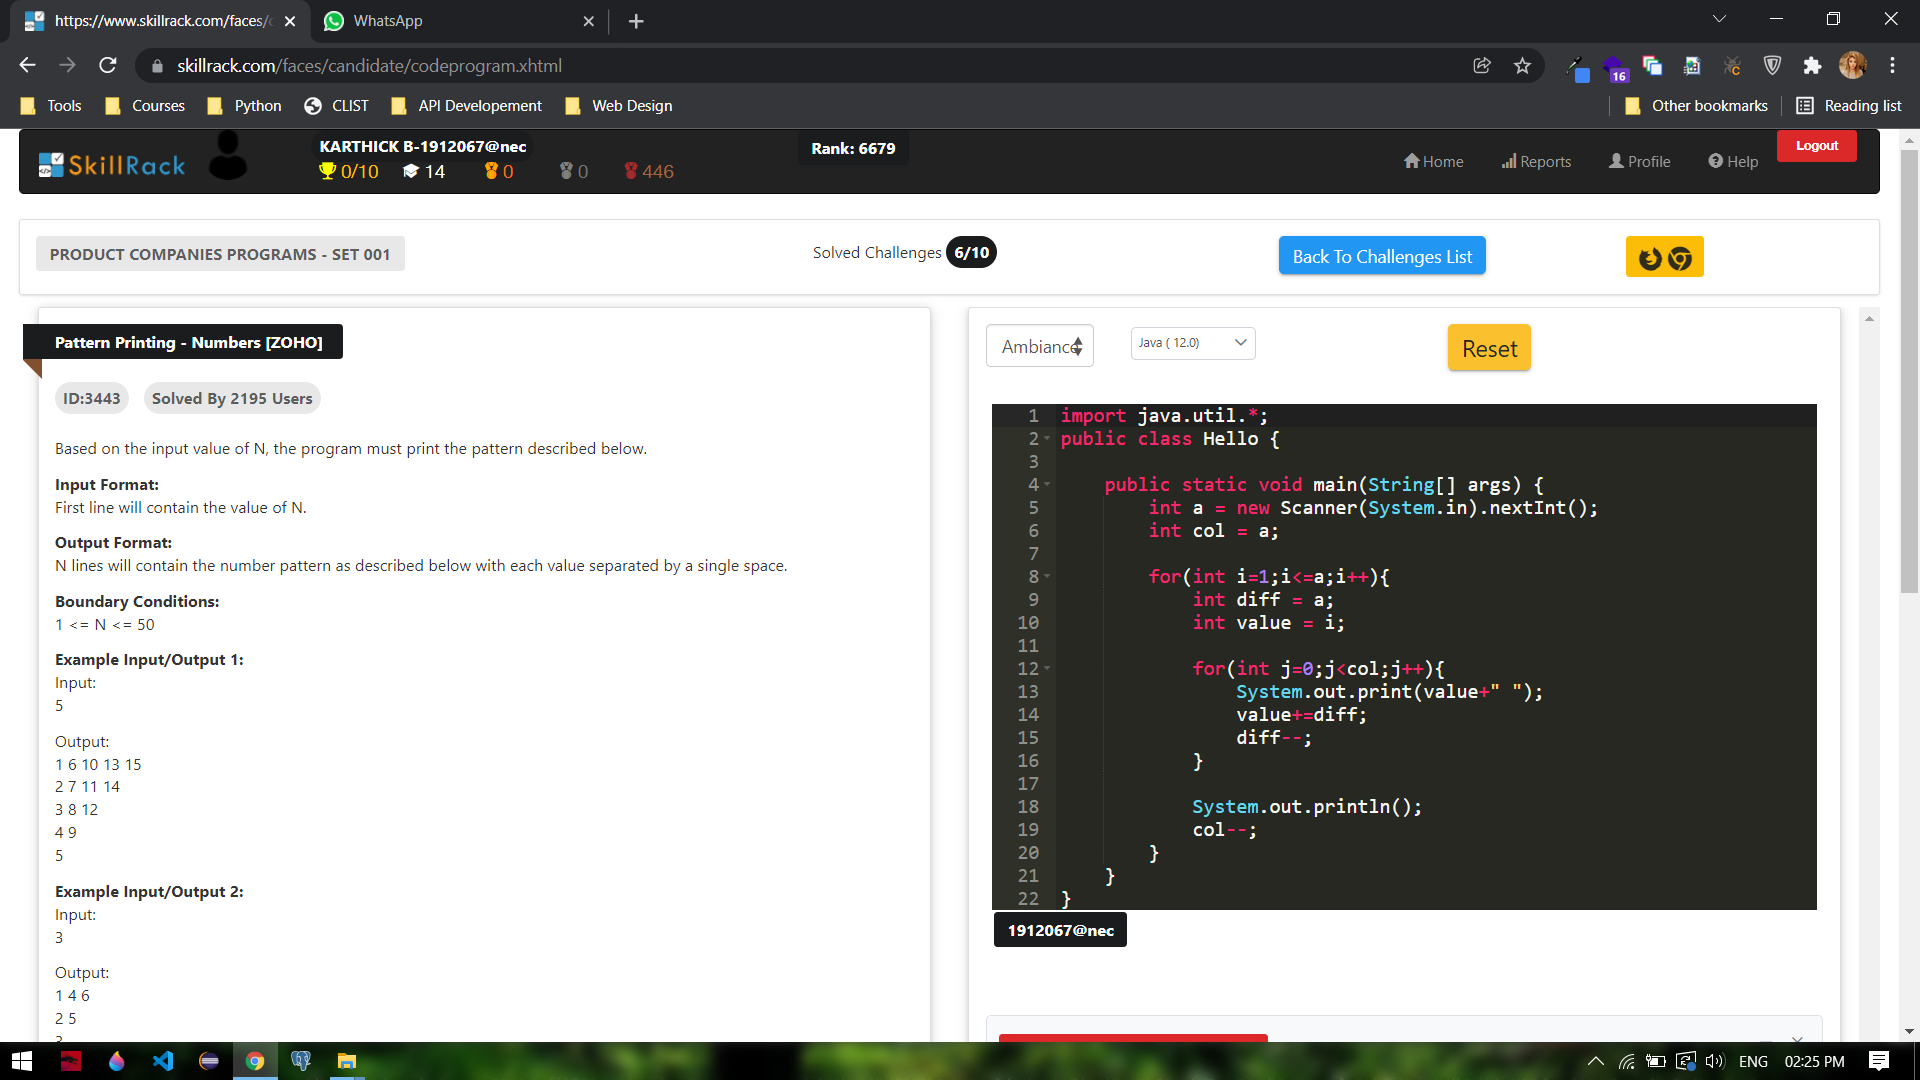 https://www.skillrack.com/faces/c
WhatsApp
skillrack.com/faces/candidate/codeprogram.xhtml
16
Tools
Courses
Python
CLIST
API Developement
Web Design
Other bookmarks
Reading list
SkillRack
KARTHICK B-1912067@nec
0/10
14
0
0
446
Rank: 6679
Home
Reports
Profile
Help
Logout
PRODUCT COMPANIES PROGRAMS - SET 001
Solved Challenges 6/10
Back To Challenges List
Pattern Printing - Numbers [ZOHO]
ID:3443
Solved By 2195 Users
Based on the input value of N, the program must print the pattern described below.
Input Format:
First line will contain the value of N.
Output Format:
N lines will contain the number pattern as described below with each value separated by a single space.
Boundary Conditions:
1 <= N <= 50
Example Input/Output 1:
Input:
5
Output:
1 6 10 13 15
2 7 11 14
3 8 12
4 9
5
Example Input/Output 2:
Input:
3
Output:
1 4 6
2 5
Ambiance
Java ( 12.0)
Reset
1 import java.util.*;
2 public class Hello {
3
4 public static void main(String[] args) {
5 int a = new Scanner(System.in).nextInt();
6 int col = a;
7
8 for(int i=1;i<=a;i++){
9 int diff = a;
10 int value = i;
11
12 for(int j=0;j<col;j++){
13 System.out.print(value+" ");
14 value+=diff;
15 diff--;
16 }
17
18 System.out.println();
19 col--;
20 }
21 }
22 }
1912067@nec
ENG
02:25 PM